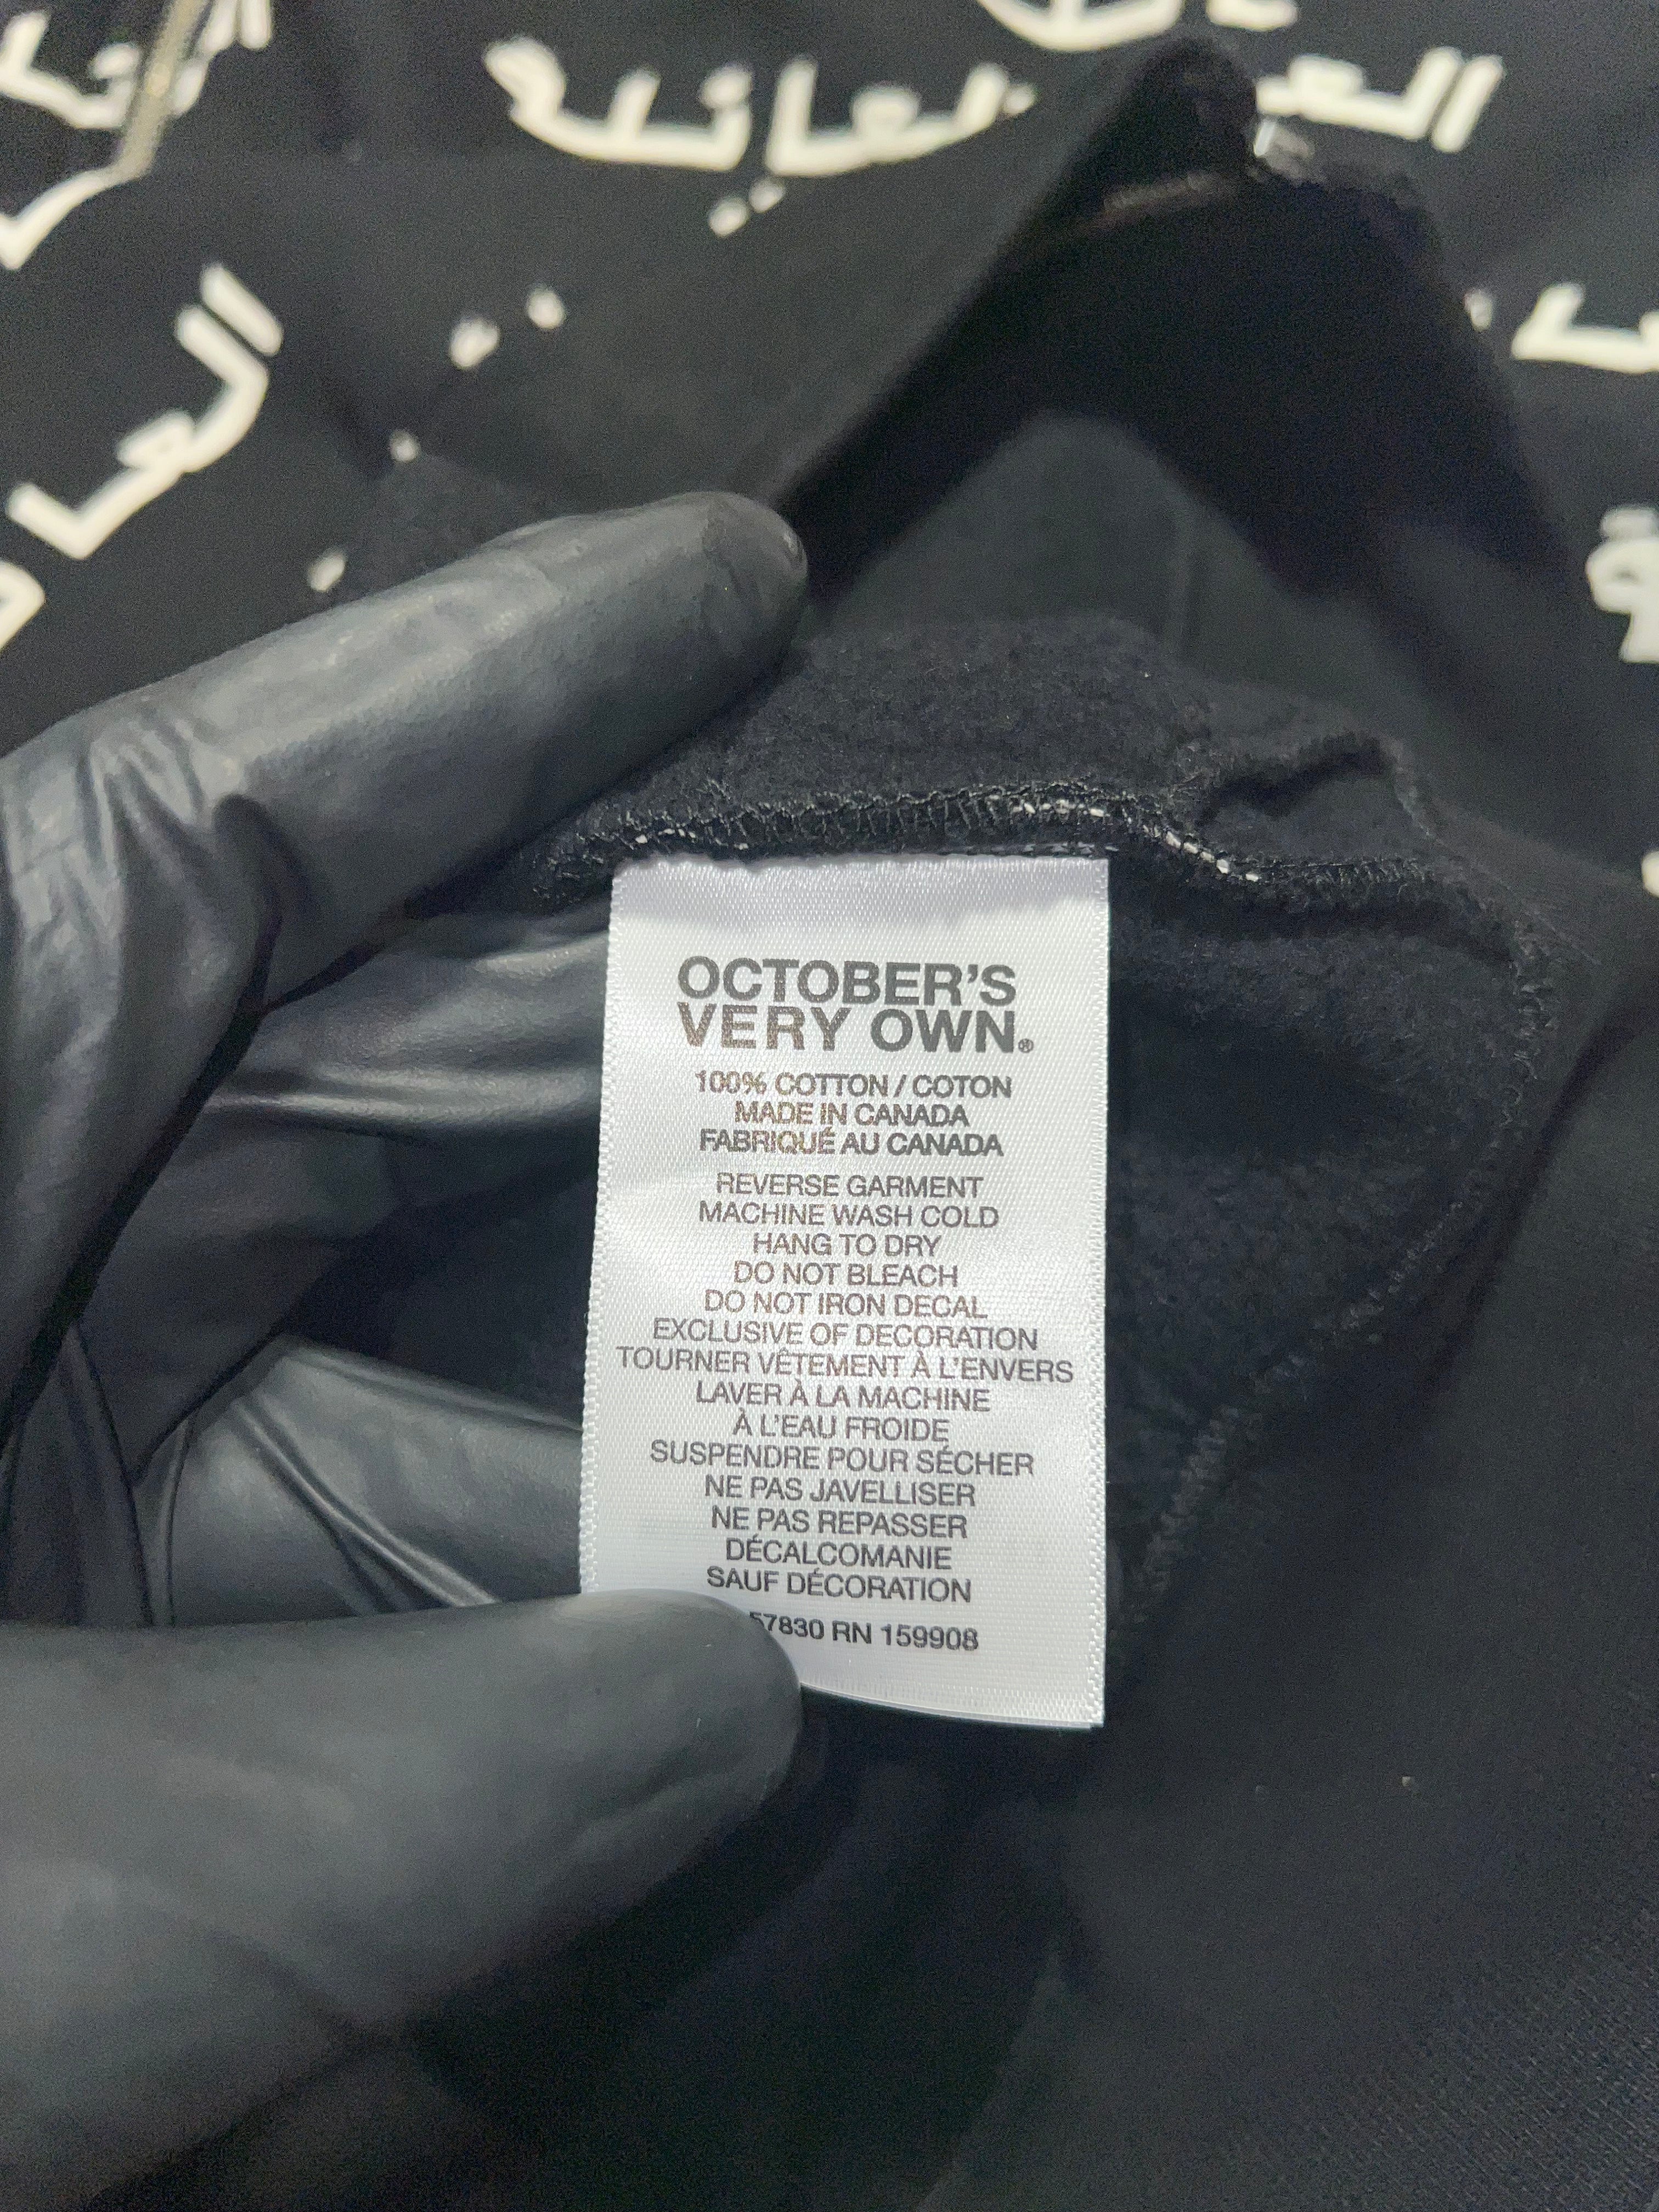 العائلة
OCTOBER'S
VERY OWN.®
100% COTTON / COTON
MADE IN CANADA
FABRIQUÉ AU CANADA
REVERSE GARMENT
MACHINE WASH COLD
HANG TO DRY
DO NOT BLEACH
DO NOT IRON DECAL
EXCLUSIVE OF DECORATION
TOURNER VÊTEMENT À L'ENVERS
LAVER À LA MACHINE
À L'EAU FROIDE
SUSPENDRE POUR SÉCHER
NE PAS JAVELLISER
NE PAS REPASSER
DÉCALCOMANIE
SAUF DÉCORATION
57830 RN 159908